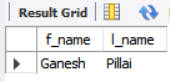 Result Grid
f_name l_name
Ganesh Pillai